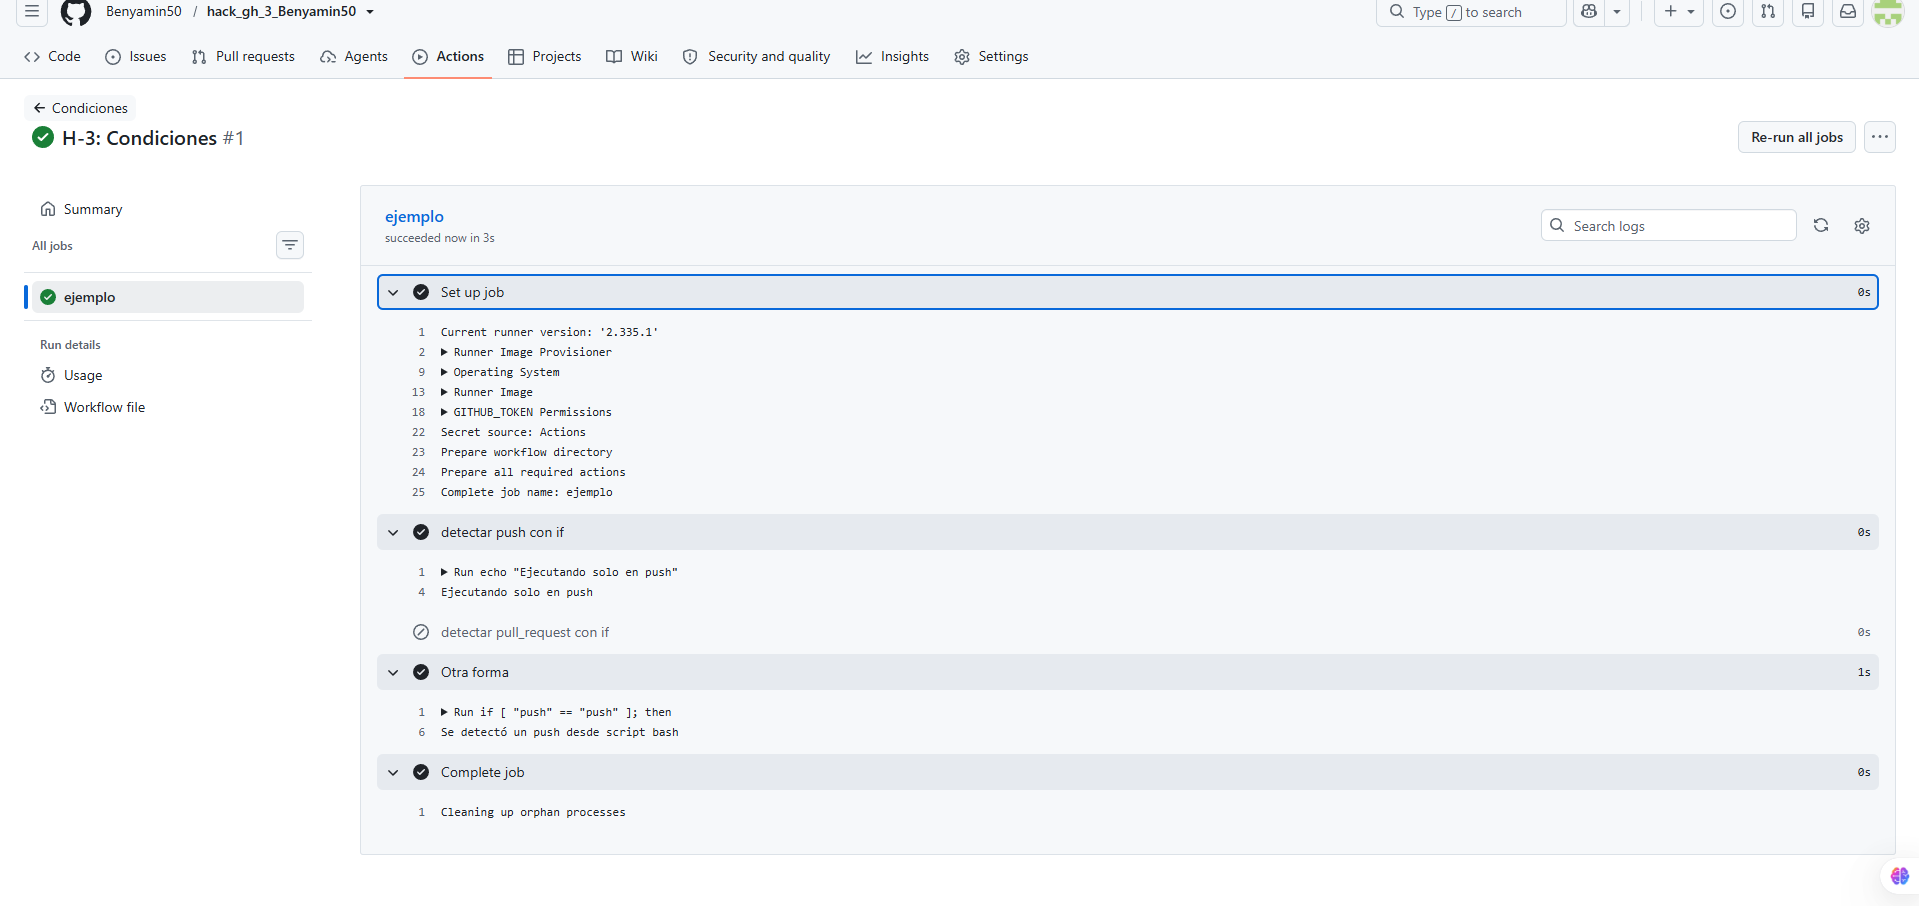 Benyamin50 / hack_gh_3_Benyamin50
Type / to search
Code Issues Pull requests Agents Actions Projects Wiki Security and quality Insights Settings
Condiciones
H-3: Condiciones #1
Re-run all jobs
Summary
All jobs
ejemplo
Run details
Usage
Workflow file
ejemplo
succeeded now in 3s
Search logs
Set up job 0s
1 Current runner version: '2.335.1'
2 Runner Image Provisioner
9 Operating System
13 Runner Image
18 GITHUB_TOKEN Permissions
22 Secret source: Actions
23 Prepare workflow directory
24 Prepare all required actions
25 Complete job name: ejemplo
detectar push con if 0s
1 Run echo "Ejecutando solo en push"
4 Ejecutando solo en push
detectar pull_request con if 0s
Otra forma 1s
1 Run if [ "push" == "push" ]; then
6 Se detectó un push desde script bash
Complete job 0s
1 Cleaning up orphan processes